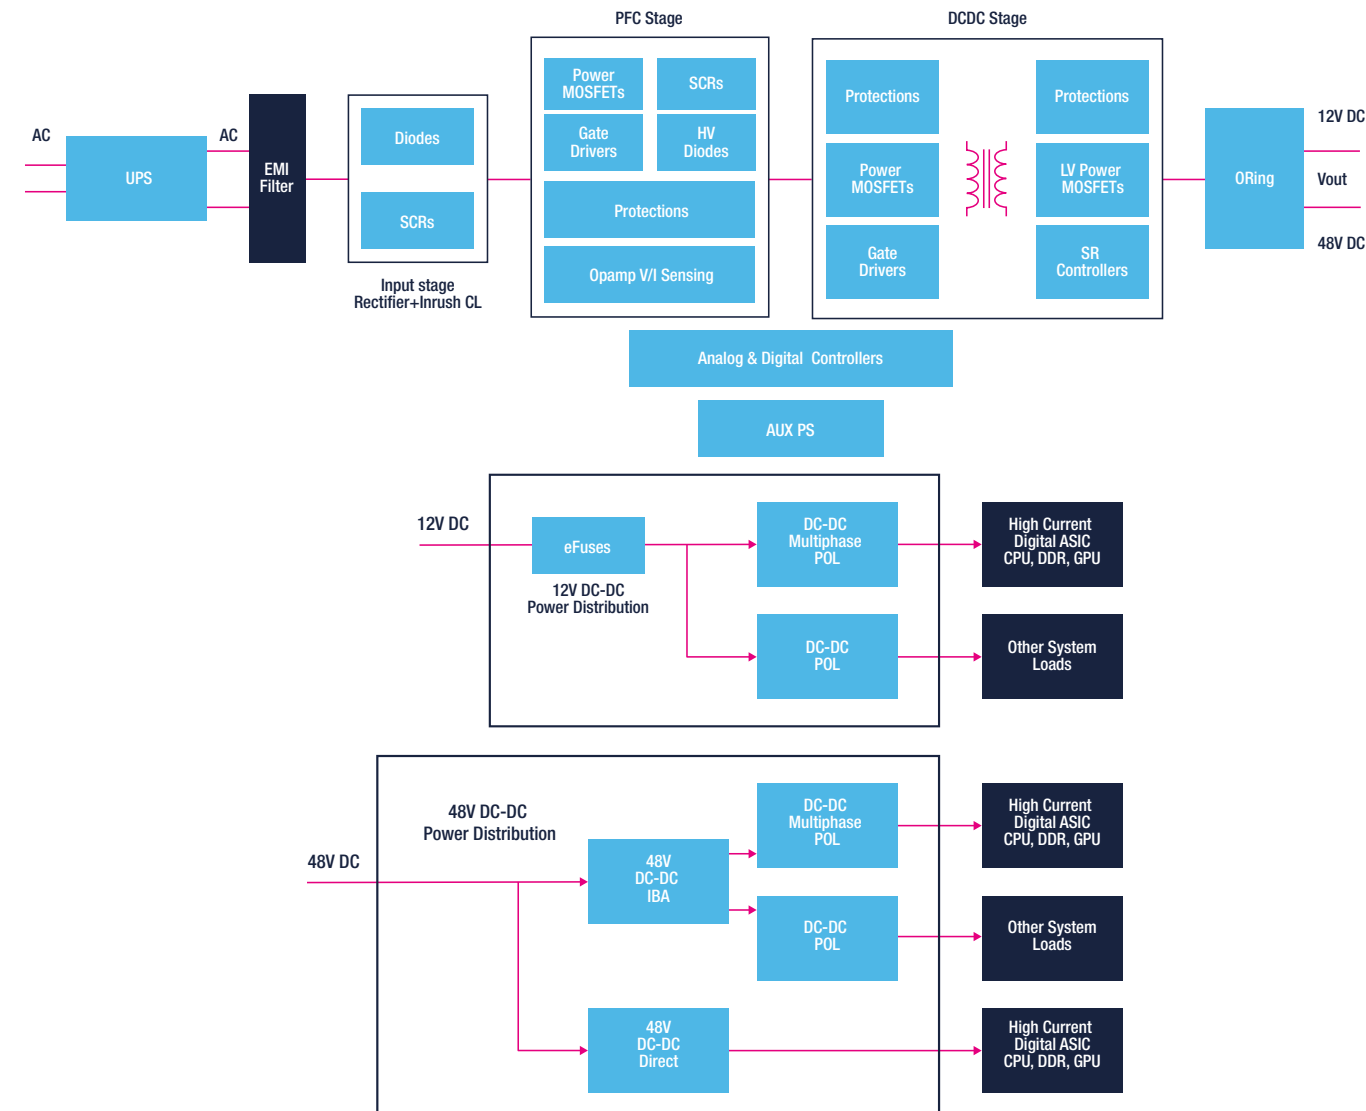 PFC Stage
DCDC Stage
AC
UPS
AC
EMI
Filter
Diodes
SCRs
Input stage
Rectifier+Inrush CL
Power
MOSFETs
SCRs
Gate
Drivers
HV
Diodes
Protections
Opamp V/I Sensing
Protections
Power
MOSFETs
Gate
Drivers
Protections
LV Power
MOSFETs
SR
Controllers
ORing
12V DC
Vout
48V DC
Analog & Digital Controllers
AUX PS
12V DC
eFuses
12V DC-DC
Power Distribution
DC-DC
Multiphase
POL
High Current
Digital ASIC
CPU, DDR, GPU
DC-DC
POL
Other System
Loads
48V DC-DC
Power Distribution
48V DC
48V
DC-DC
IBA
DC-DC
Multiphase
POL
High Current
Digital ASIC
CPU, DDR, GPU
DC-DC
POL
Other System
Loads
48V
DC-DC
Direct
High Current
Digital ASIC
CPU, DDR, GPU